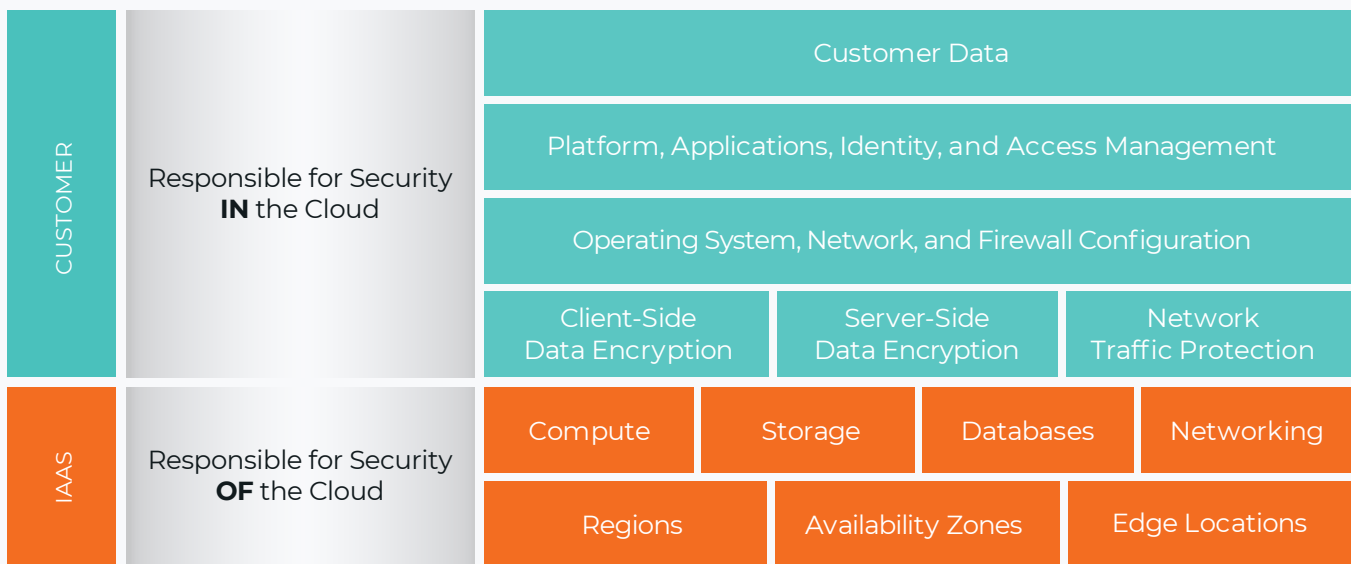 CUSTOMER
Responsible for Security
IN the Cloud
Customer Data
Platform, Applications, Identity, and Access Management
Operating System, Network, and Firewall Configuration
Client-Side
Data Encryption
Server-Side
Data Encryption
Network
Traffic Protection
IAAS
Responsible for Security
OF the Cloud
Compute
Storage
Databases
Networking
Regions
Availability Zones
Edge Locations